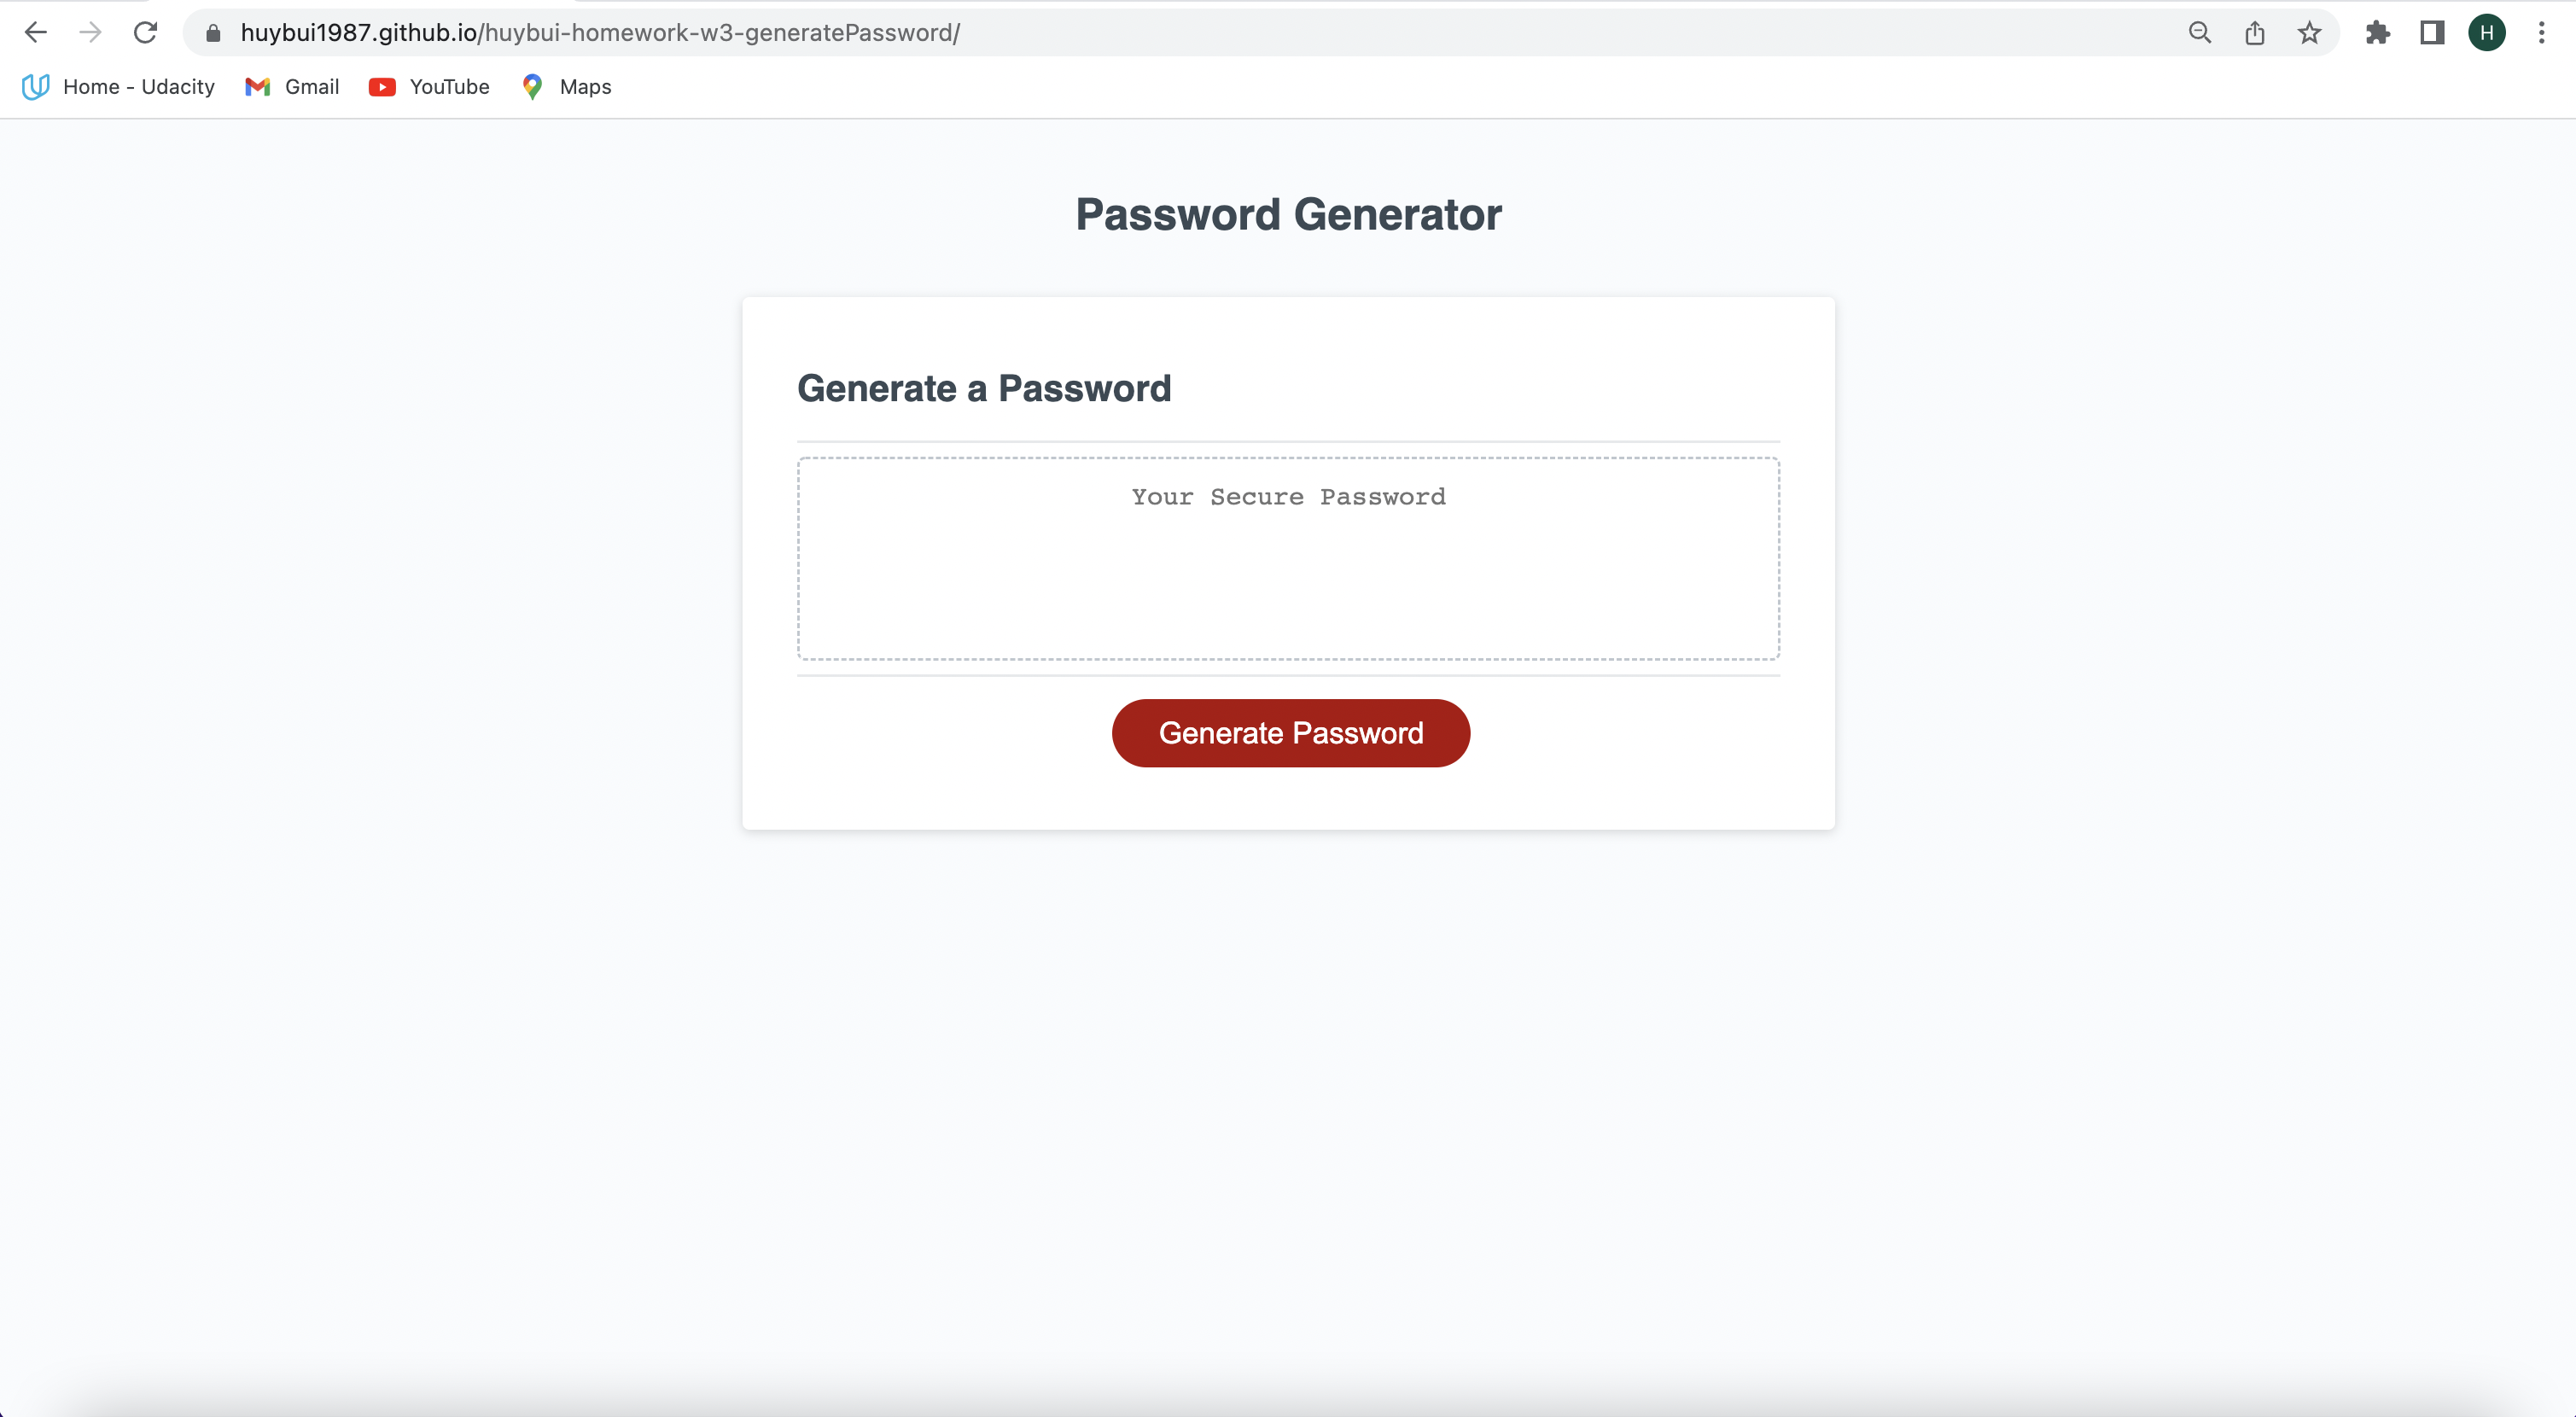 huybui1987.github.io/huybui-homework-w3-generatePassword/
H
Home - Udacity Gmail YouTube Maps
Password Generator
Generate a Password
Your Secure Password
Generate Password